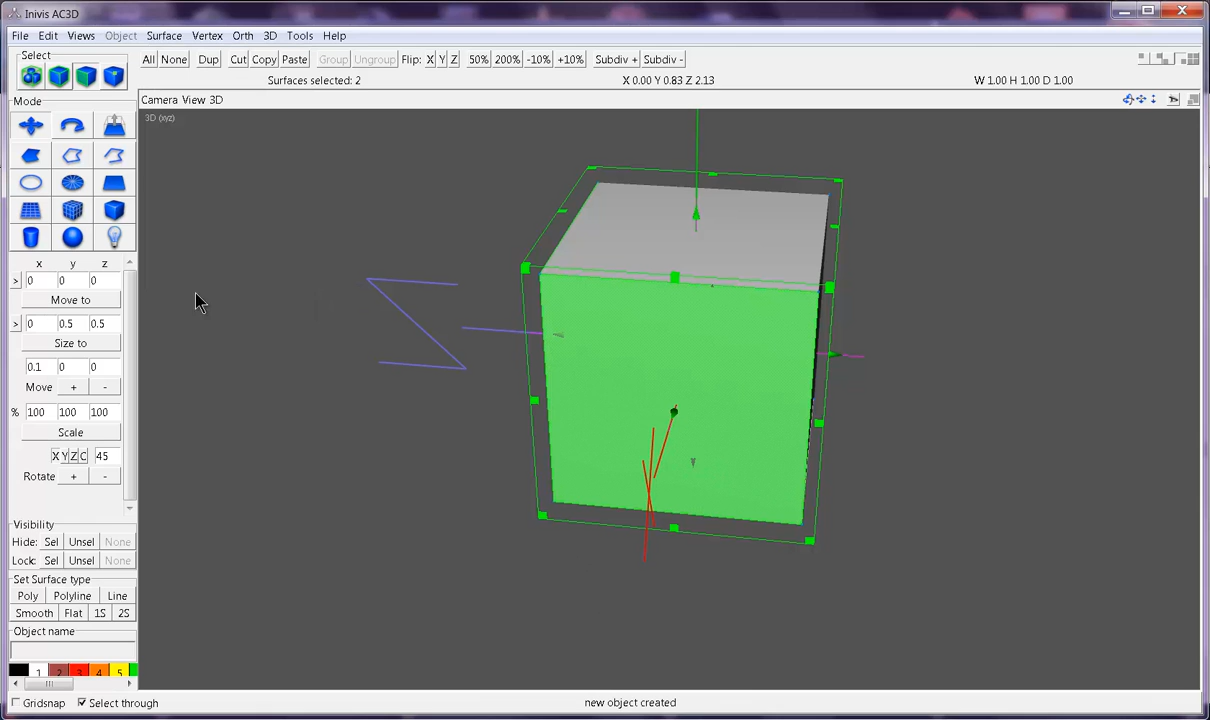 Inivis AC3D
File Edit Views Object Surface Vertex Orth 3D Tools Help
Select
All None Dup Cut Copy Paste Group Ungroup Flip: X Y Z 50% 200% -10% +10% Subdiv + Subdiv -
Surfaces selected: 2
X 0.00 Y 0.83 Z 2.13
W 1.00 H 1.00 D 1.00
Mode
Camera View 3D
3D (xyz)
x y z
> 0 0 0
Move to
> 0 0.5 0.5
Size to
0.1 0 0
Move + -
% 100 100 100
Scale
X Y Z C 45
Rotate + -
Visibility
Hide: Sel Unsel None
Lock: Sel Unsel None
Set Surface type
Poly Polyline Line
Smooth Flat 1S 2S
Object name
1 2 3 4 5
Gridsnap Select through
new object created
Z
X